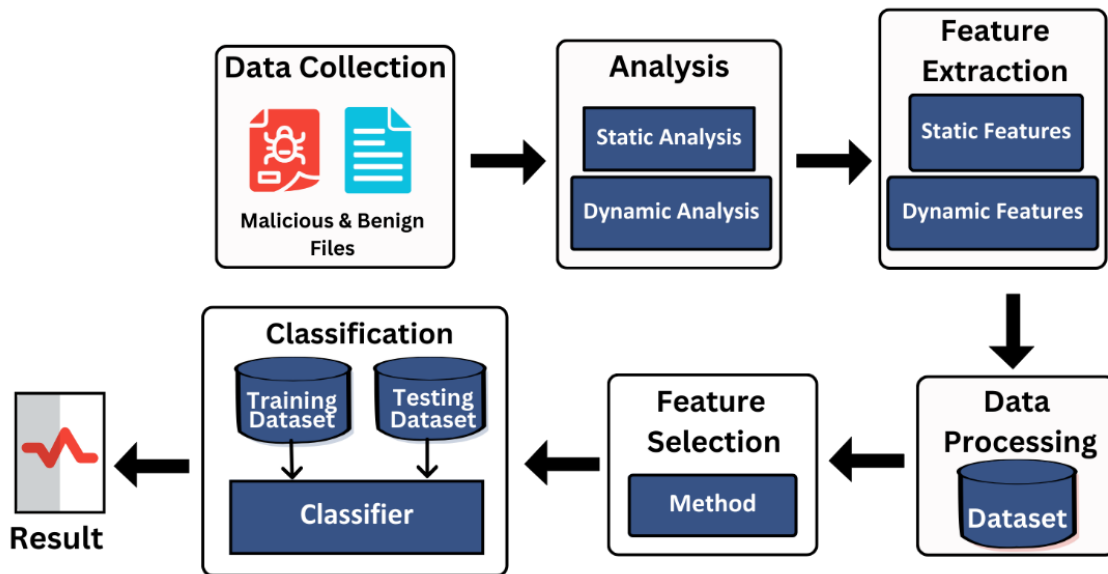 Data Collection
Malicious & Benign
Files
Analysis
Static Analysis
Dynamic Analysis
Feature
Extraction
Static Features
Dynamic Features
Data
Processing
Dataset
Feature
Selection
Method
Classification
Training
Dataset
Testing
Dataset
Classifier
Result